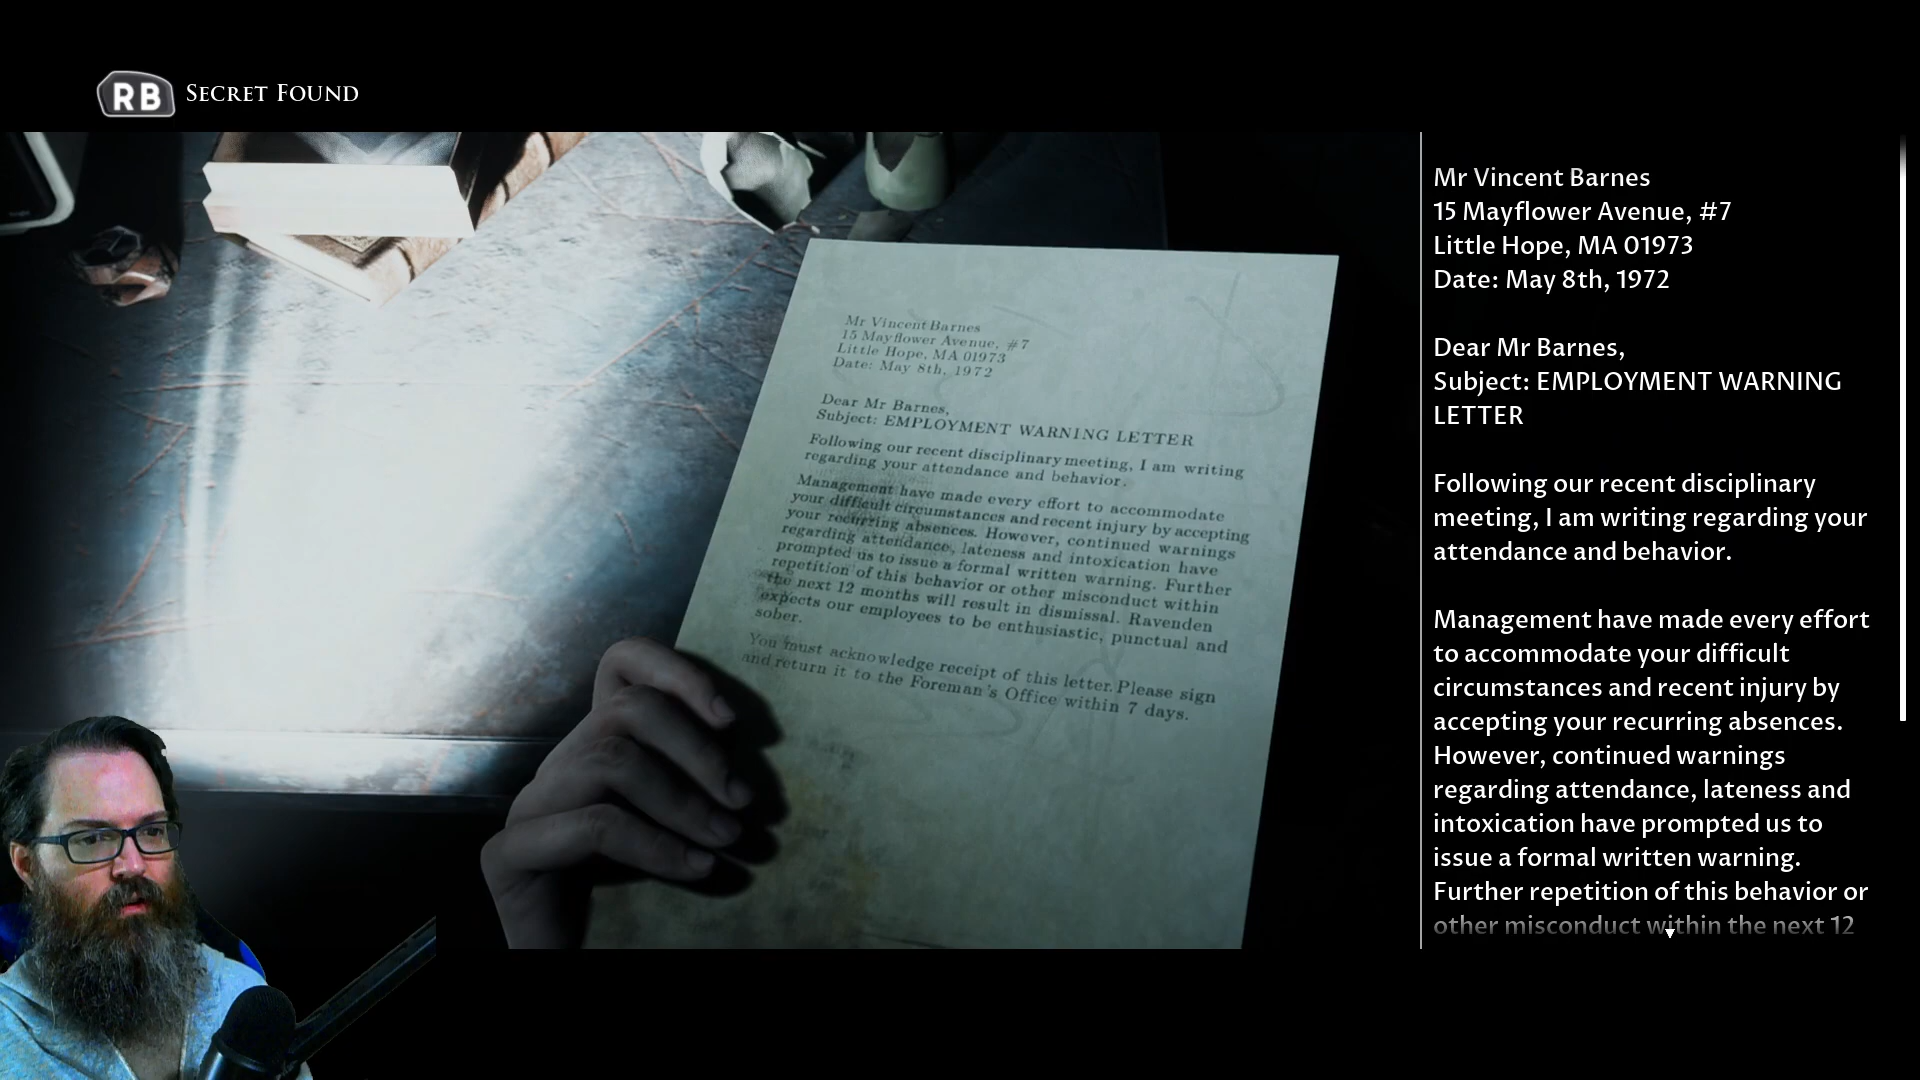 RB SECRET FOUND
Mr Vincent Barnes
15 Mayflower Avenue, #7
Little Hope, MA 01973
Date: May 8th, 1972
Dear Mr Barnes,
Subject: EMPLOYMENT WARNING LETTER
Following our recent disciplinary meeting, I am writing
regarding your attendance and behavior.
Management have made every effort to accommodate
your difficult circumstances and recent injury by accepting
your recurring absences. However, continued warnings
regarding attendance, lateness and intoxication have
prompted us to issue a formal written warning. Further
repetition of this behavior or other misconduct within
the next 12 months will result in dismissal. Ravenden
expects our employees to be enthusiastic, punctual and
sober.
You must acknowledge receipt of this letter. Please sign
and return it to the Foreman's Office within 7 days.
Mr Vincent Barnes
15 Mayflower Avenue, #7
Little Hope, MA 01973
Date: May 8th, 1972
Dear Mr Barnes,
Subject: EMPLOYMENT WARNING
LETTER
Following our recent disciplinary
meeting, I am writing regarding your
attendance and behavior.
Management have made every effort
to accommodate your difficult
circumstances and recent injury by
accepting your recurring absences.
However, continued warnings
regarding attendance, lateness and
intoxication have prompted us to
issue a formal written warning.
Further repetition of this behavior or
other misconduct within the next 12